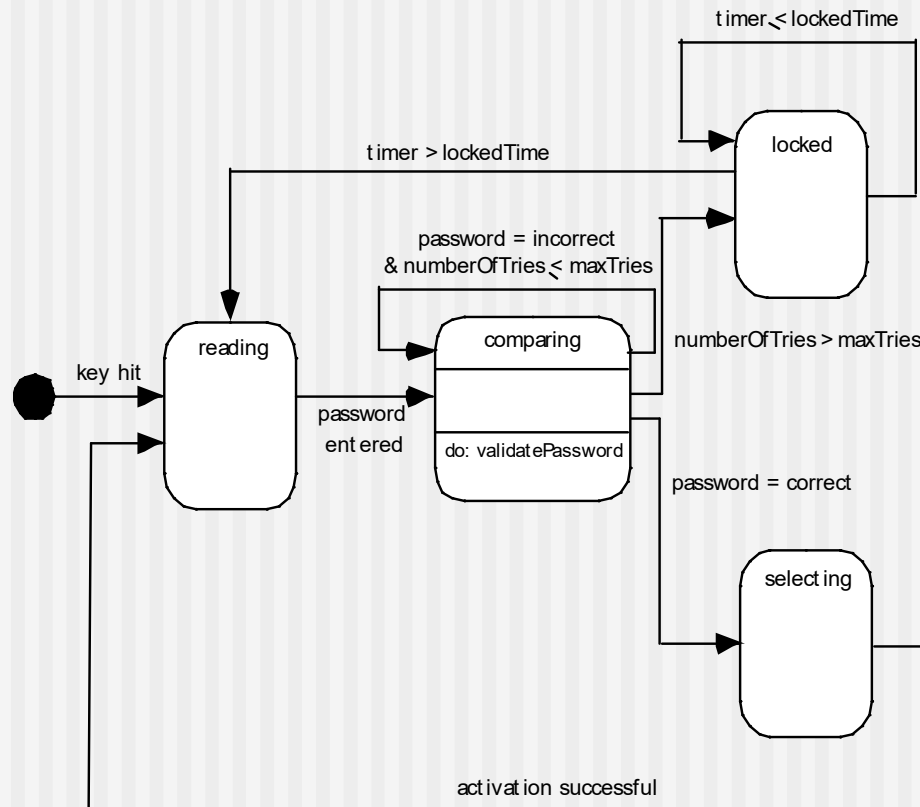 timer < lockedTime
locked
timer > lockedTime
password = incorrect
& numberOfTries < maxTries
comparing
numberOfTries > maxTries
reading
key hit
password
entered
do: validatePassword
password = correct
selecting
activation successful